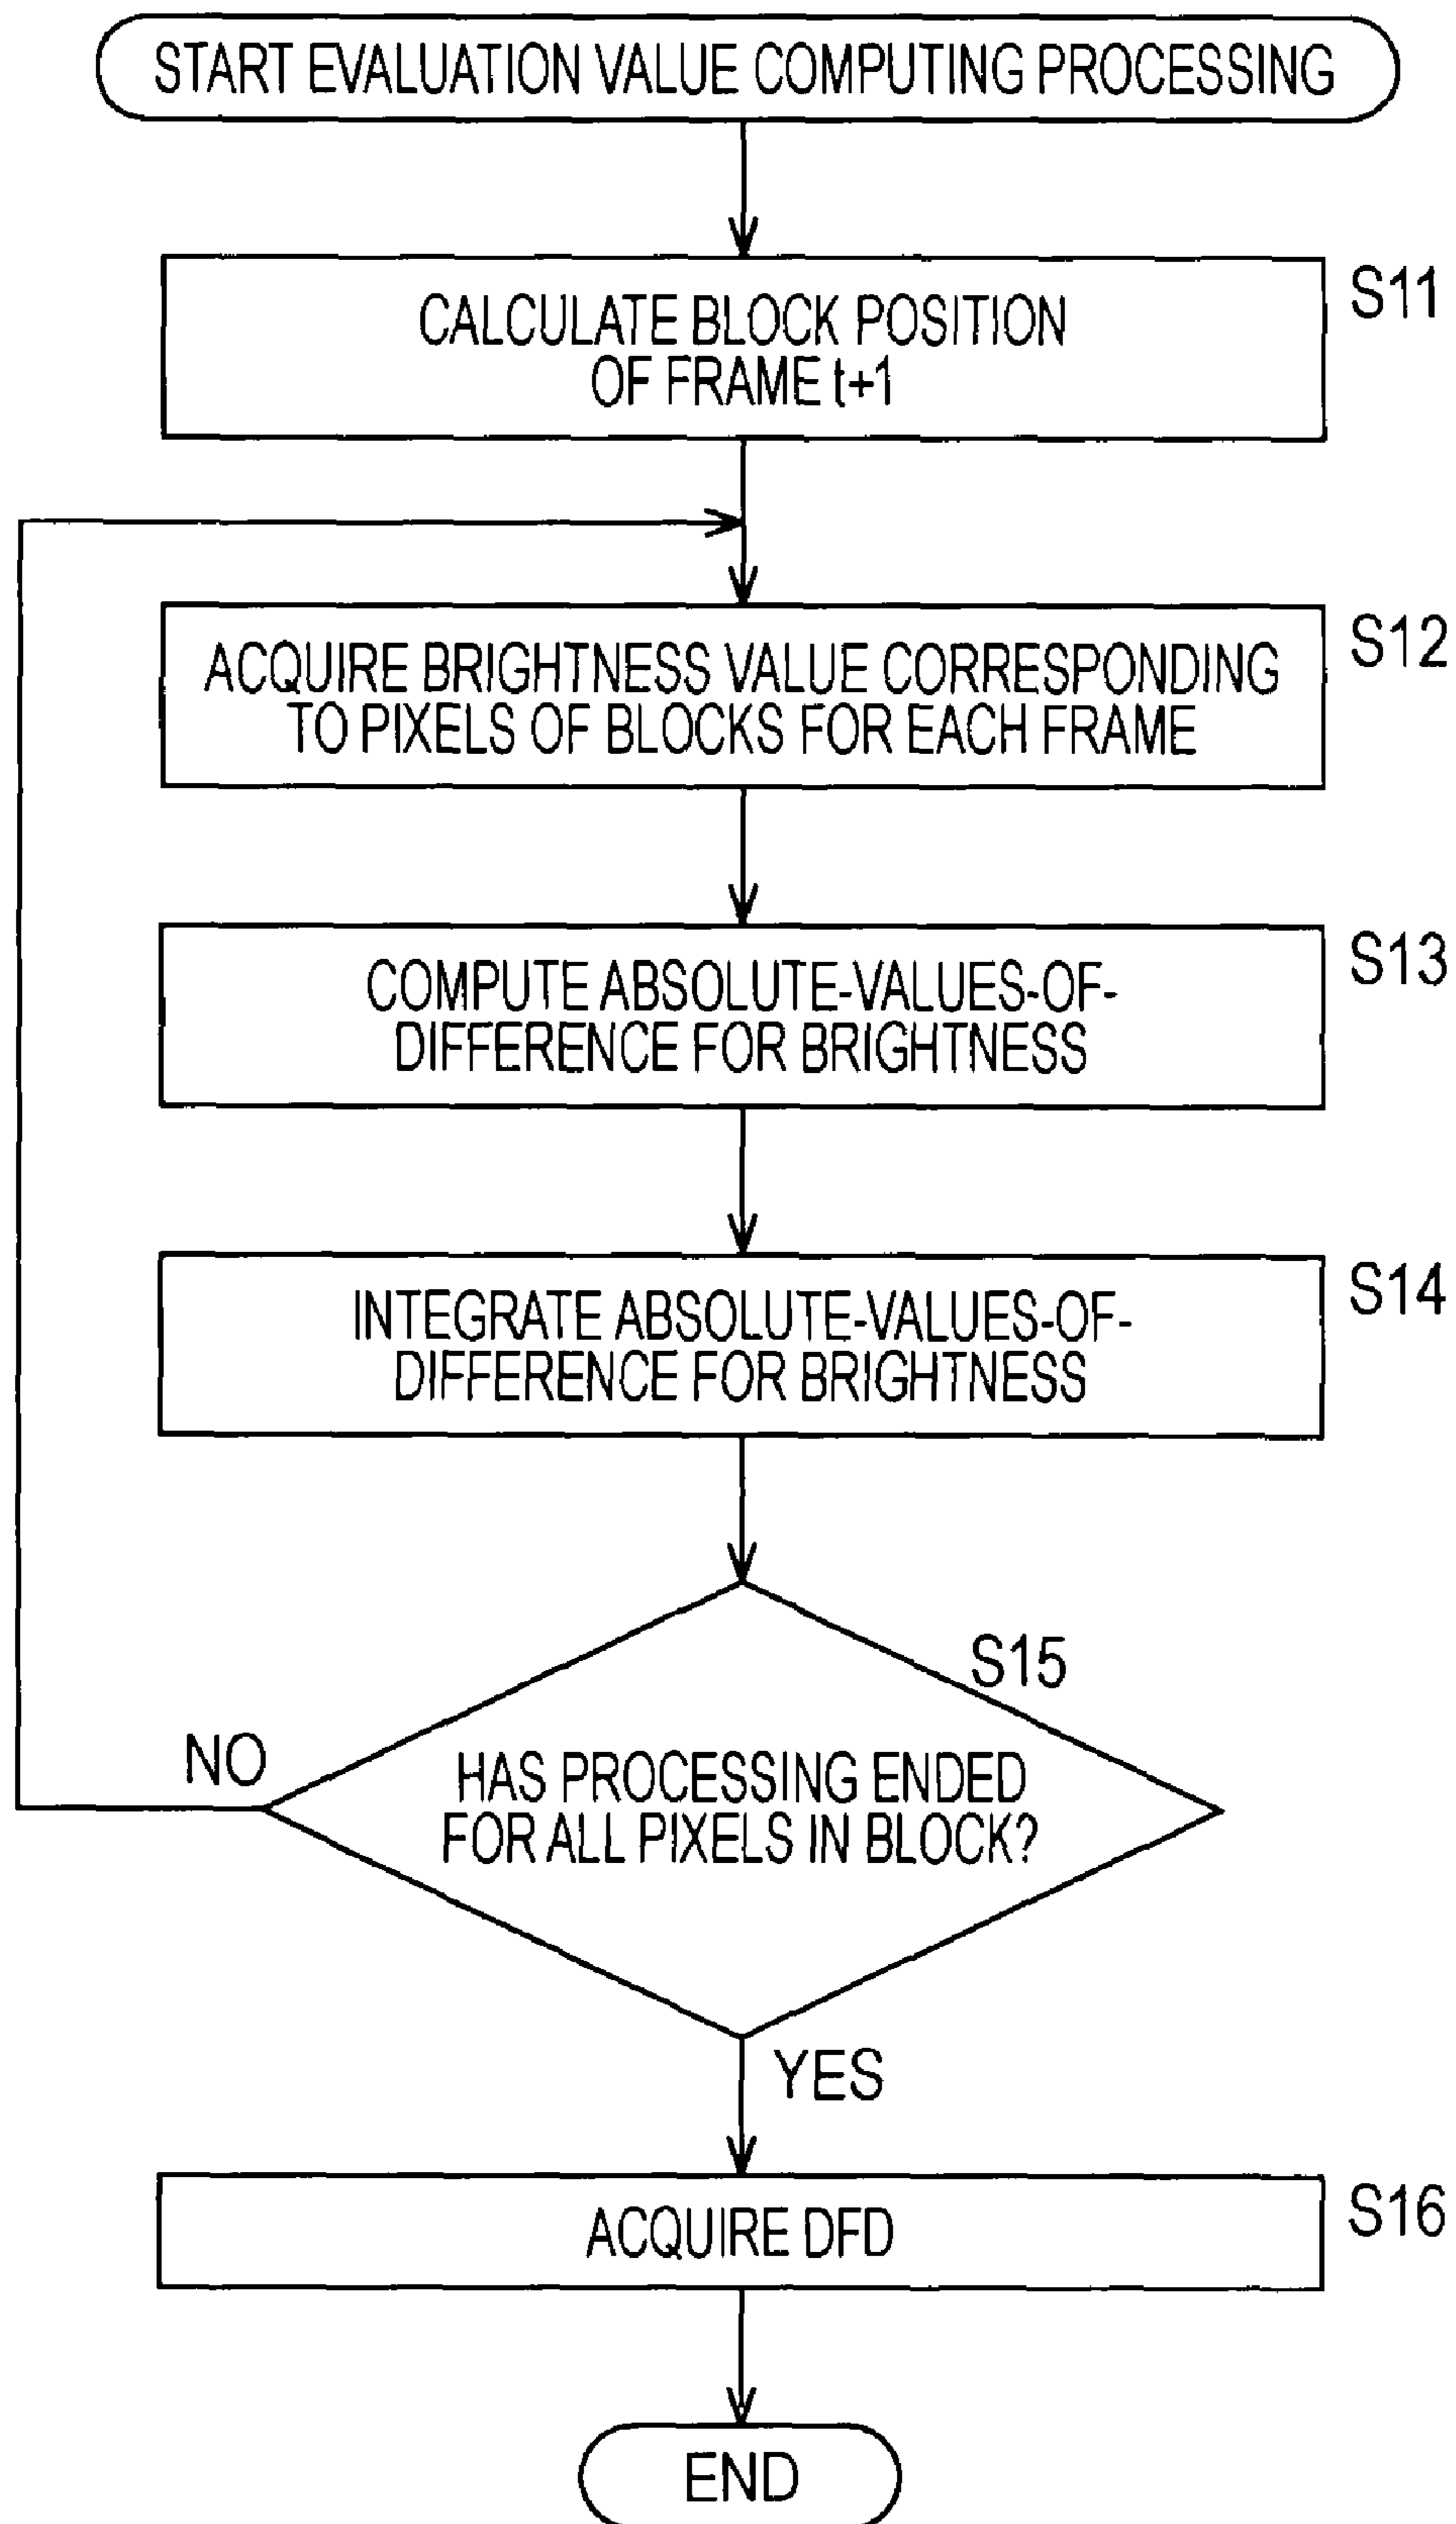 START EVALUATION VALUE COMPUTING PROCESSING
CALCULATE BLOCK POSITION
OF FRAME t+1
S11
ACQUIRE BRIGHTNESS VALUE CORRESPONDING
TO PIXELS OF BLOCKS FOR EACH FRAME
S12
COMPUTE ABSOLUTE-VALUES-OF-
DIFFERENCE FOR BRIGHTNESS
S13
INTEGRATE ABSOLUTE-VALUES-OF-
DIFFERENCE FOR BRIGHTNESS
S14
S15
NO
HAS PROCESSING ENDED
FOR ALL PIXELS IN BLOCK?
YES
ACQUIRE DFD
S16
END